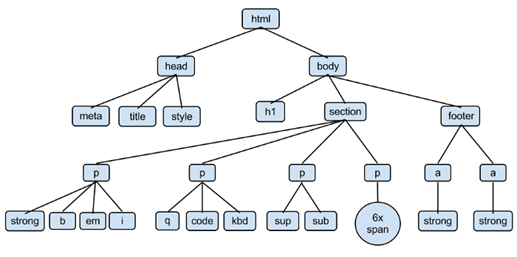 html
head body
meta title style h1 section footer
p p p p a a
strong b em i q code kbd sup sub 6x span strong strong